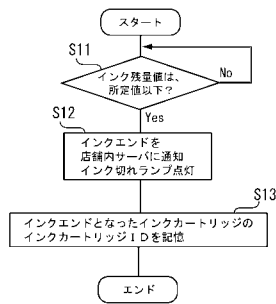 スタート
S11
インク残量値は、
所定値以下？
No
Yes
S12
インクエンドを
店舗内サーバに通知
インク切れランプ点灯
S13
インクエンドとなったインクカートリッジの
インクカートリッジＩＤを記憶
エンド